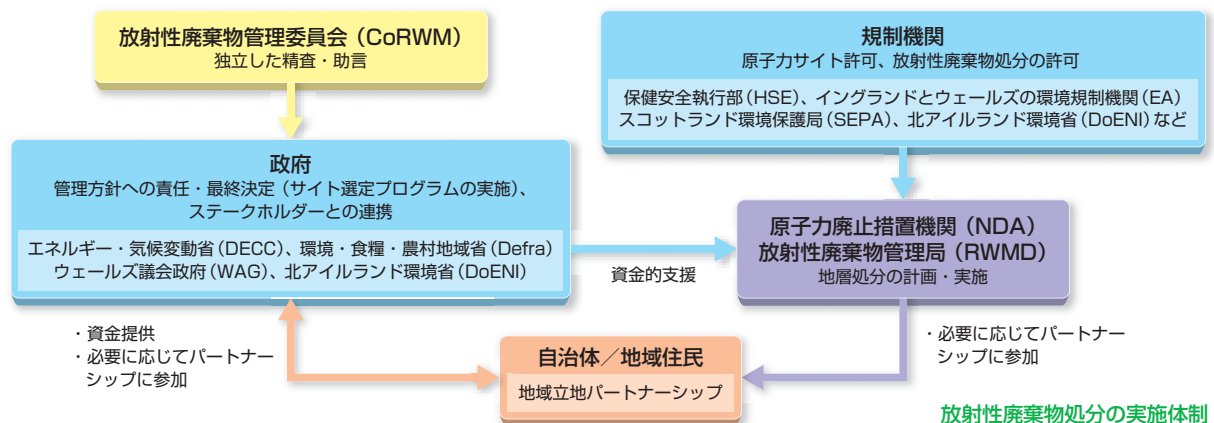 放射性廃棄物管理委員会（CoRWM）
独立した精査・助言
規制機関
原子力サイト許可、放射性廃棄物処分の許可
保健安全執行部（HSE）、イングランドとウェールズの環境規制機関（EA）
スコットランド環境保護局（SEPA）、北アイルランド環境省（DoENI）など
政府
管理方針への責任・最終決定（サイト選定プログラムの実施）、
ステークホルダーとの連携
エネルギー・気候変動省（DECC）、環境・食糧・農村地域省（Defra）
ウェールズ議会政府（WAG）、北アイルランド環境省（DoENI）
資金的支援
原子力廃止措置機関（NDA）
放射性廃棄物管理局（RWMD）
地層処分の計画・実施
・資金提供
・必要に応じてパートナー
シップに参加
自治体／地域住民
地域立地パートナーシップ
・必要に応じてパートナー
シップに参加
放射性廃棄物処分の実施体制